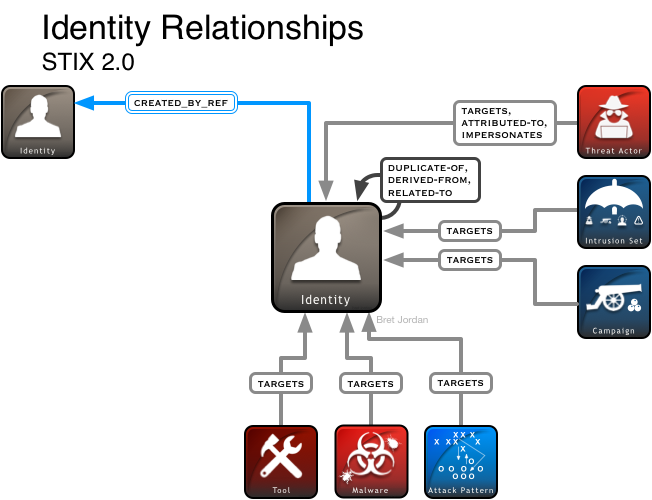 Identity Relationships
STIX 2.0
CREATED_BY_REF
Identity
TARGETS,
ATTRIBUTED-TO,
IMPERSONATES
Threat Actor
DUPLICATE-OF,
DERIVED-FROM,
RELATED-TO
TARGETS
Intrusion Set
TARGETS
Identity
Campaign
Bret Jordan
TARGETS
TARGETS
TARGETS
Tool
Malware
X X X
X X X X
X
O
O O O O O
Attack Pattern